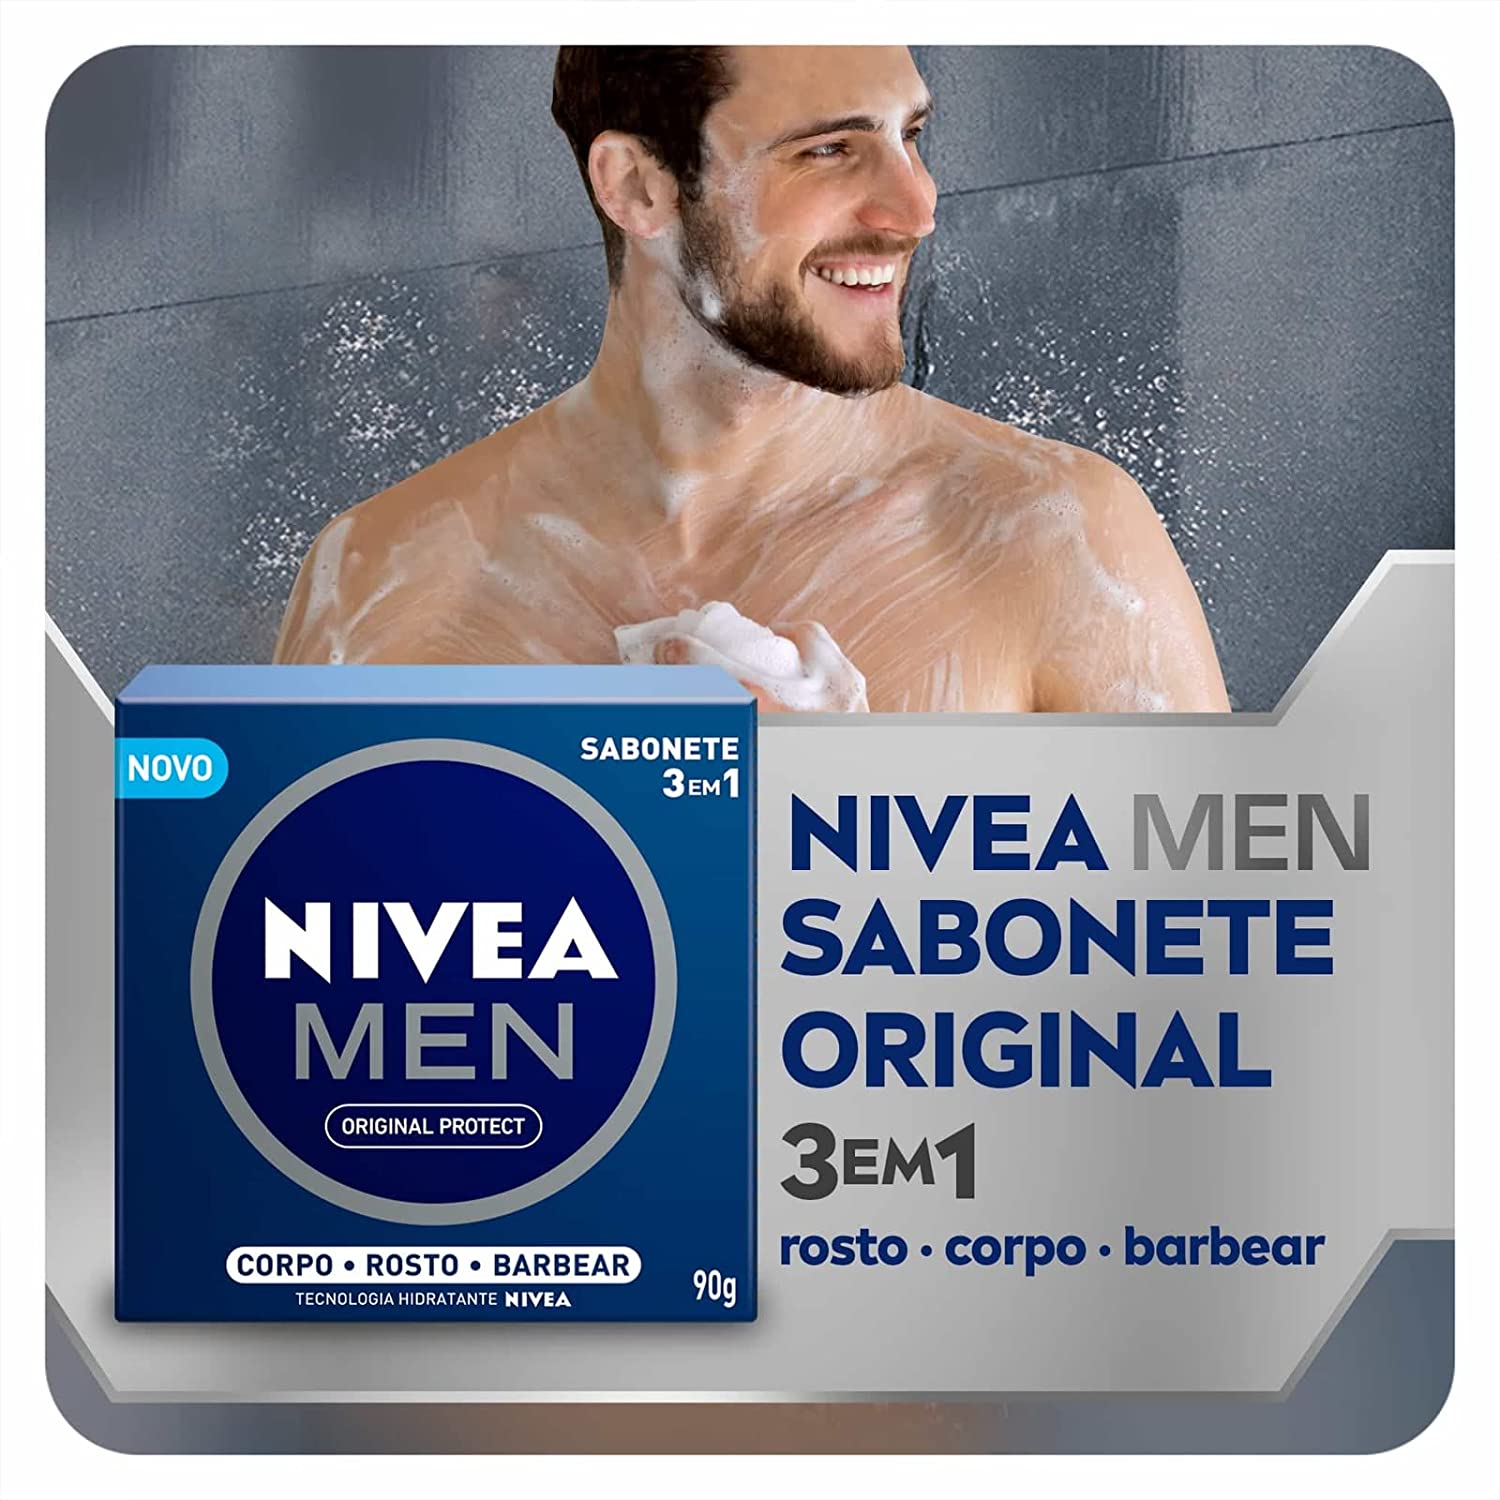 NOVO
SABONETE
3EM1
NIVEA
MEN
ORIGINAL PROTECT
CORPO • ROSTO • BARBEAR
TECNOLOGIA HIDRATANTE NIVEA
90g
NIVEA MEN
SABONETE
ORIGINAL
3EM1
rosto • corpo • barbear